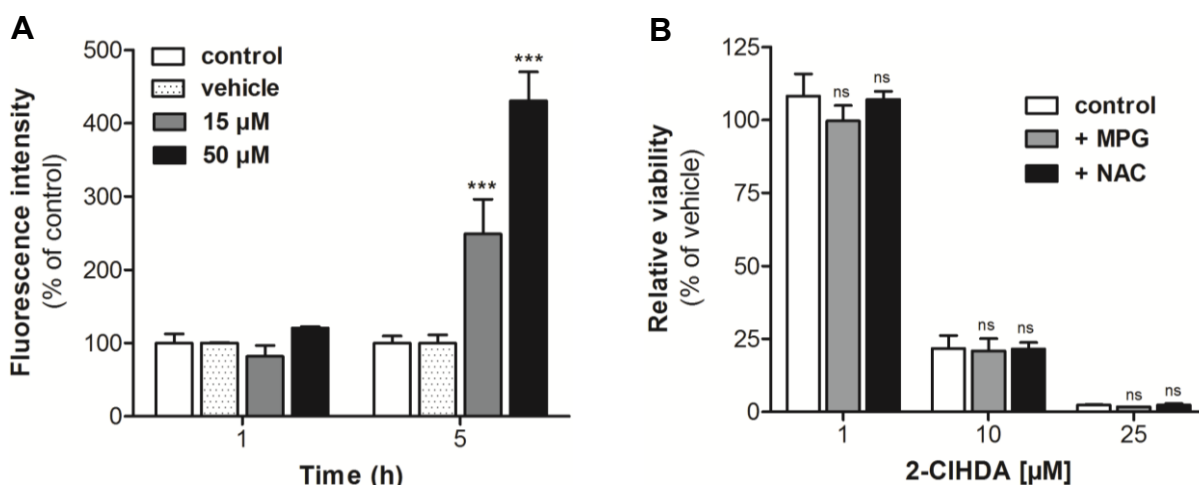 A
Fluorescence intensity
(% of control)
500
400
300
200
100
0
control
vehicle
15 µM
50 µM
***
***
1
5
Time (h)
B
Relative viability
(% of vehicle)
125
100
75
50
25
0
control
+ MPG
+ NAC
ns
ns
ns
ns
ns
ns
1
10
25
2-ClHDA [µM]